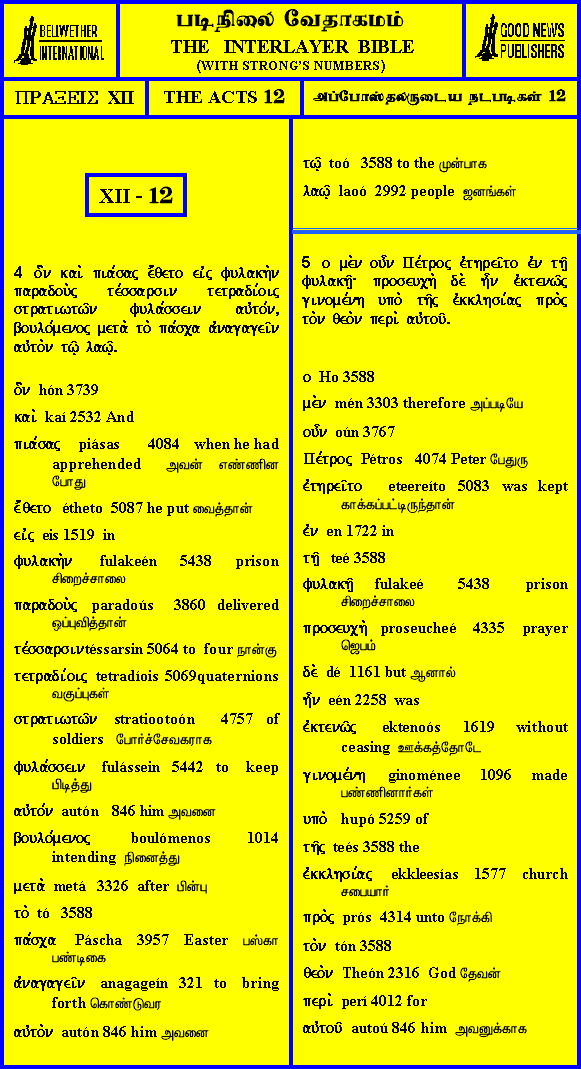 BELLWETHER
INTERNATIONAL
படிநிலை வேதாகமம்
THE INTERLAYER BIBLE
(WITH STRONG'S NUMBERS)
GOOD NEWS
PUBLISHERS
ΠΡΑΞΕΙΣ XII
THE ACTS 12
அப்போஸ்தலருடைய நடபடிகள் 12
XII - 12
4 ὃν καὶ πιάσας ἔθετο εἰς φυλακὴν
παραδοὺς τέσσαρσιν τετραδίοις
στρατιωτῶν φυλάσσειν αὐτόν,
βουλόμενος μετὰ τὸ πάσχα ἀναγαγεῖν
αὐτὸν τῷ λαῷ.
ὃν hón 3739
καὶ kaí 2532 And
πιάσας piásas 4084 when he had
apprehended அவன் எண்ணின
போது
ἔθετο étheto 5087 he put வைத்தான்
εἰς eis 1519 in
φυλακὴν fulakeén 5438 prison
சிறைச்சாலை
παραδοὺς paradoús 3860 delivered
ஒப்புவித்தான்
τέσσαρσιντéssarsin 5064 to four நான்கு
τετραδίοις tetradíois 5069quaternions
வகுப்புகள்
στρατιωτῶν stratiootoón 4757 of
soldiers போர்ச்சேவகராக
φυλάσσειν fulássein 5442 to keep
பிடித்து
αὐτόν autón 846 him அவனை
βουλόμενος boulómenos 1014
intending நினைத்து
μετὰ metá 3326 after பின்பு
τὸ tó 3588
πάσχα Páscha 3957 Easter பஸ்கா
பண்டிகை
ἀναγαγεῖν anagageín 321 to bring
forth கொண்டுவர
αὐτὸν autón 846 him அவனை
τῷ toó 3588 to the முன்பாக
λαῷ laoó 2992 people ஜனங்கள்
5 ο μὲν οὖν Πέτρος ἐτηρεῖτο ἐν τῇ
φυλακῇ· προσευχὴ δὲ ἦν ἐκτενῶς
γινομένη ὑπὸ τῆς ἐκκλησίας πρὸς
τὸν θεὸν περὶ αὐτοῦ.
ο Ho 3588
μὲν mén 3303 therefore அப்படியே
οὖν oún 3767
Πέτρος Pétros 4074 Peter பேதுரு
ἐτηρεῖτο eteereíto 5083 was kept
காக்கப்பட்டிருந்தான்
ἐν en 1722 in
τῇ teé 3588
φυλακῇ fulakeé 5438 prison
சிறைச்சாலை
προσευχὴ proseucheé 4335 prayer
ஜெபம்
δὲ dé 1161 but ஆனால்
ἦν eén 2258 was
ἐκτενῶς ektenoós 1619 without
ceasing ஊக்கத்தோடே
γινομένη ginoménee 1096 made
பண்ணினார்கள்
υπὸ hupó 5259 of
τῆς teés 3588 the
ἐκκλησίας ekkleesías 1577 church
சபையார்
πρὸς prós 4314 unto நோக்கி
τὸν tón 3588
θεὸν Theón 2316 God தேவன்
περὶ perí 4012 for
αὐτοῦ autoú 846 him அவனுக்காக